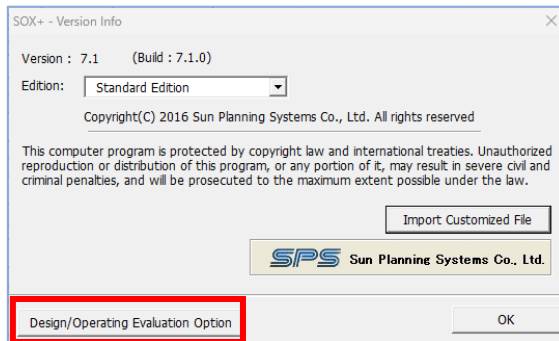 SOX+ - Version Info
Version : 7.1 (Build : 7.1.0)
Edition: Standard Edition
Copyright(C) 2016 Sun Planning Systems Co., Ltd. All rights reserved
This computer program is protected by copyright law and international treaties. Unauthorized
reproduction or distribution of this program, or any portion of it, may result in severe civil and
criminal penalties, and will be prosecuted to the maximum extent possible under the law.
Import Customized File
SPS Sun Planning Systems Co., Ltd.
Design/Operating Evaluation Option
OK